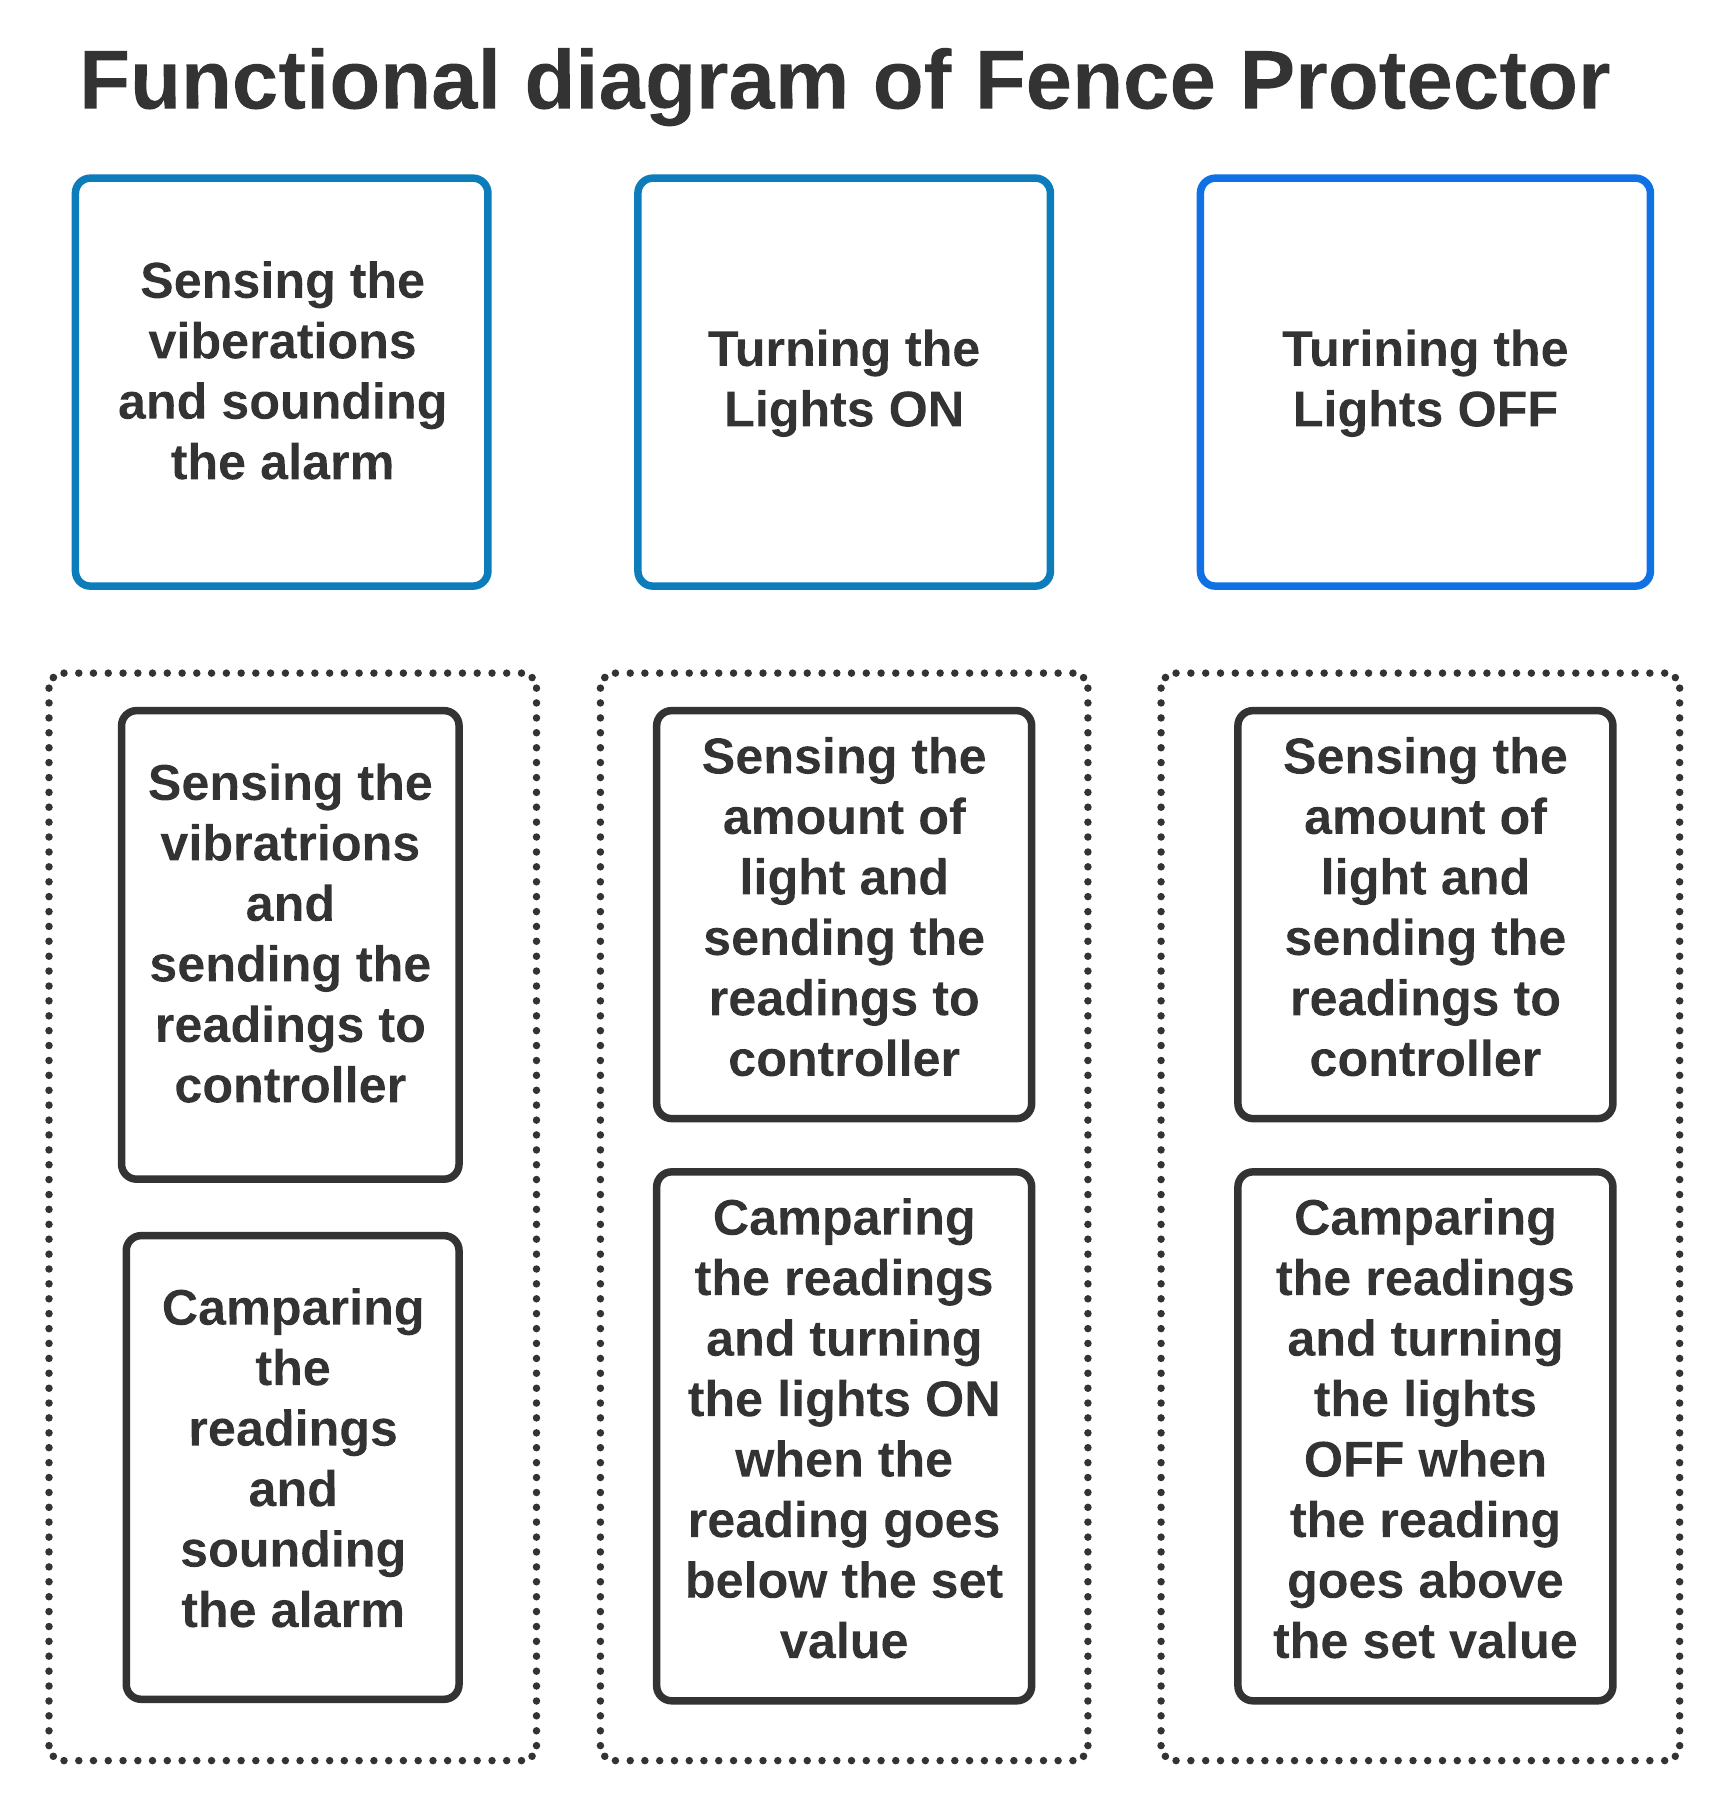 Functional diagram of Fence Protector
Sensing the
viberations
and sounding
the alarm
Turning the
Lights ON
Turining the
Lights OFF
Sensing the
vibratrions
and
sending the
readings to
controller
Camparing
the
readings
and
sounding
the alarm
Sensing the
amount of
light and
sending the
readings to
controller
Camparing
the readings
and turning
the lights ON
when the
reading goes
below the set
value
Sensing the
amount of
light and
sending the
readings to
controller
Camparing
the readings
and turning
the lights
OFF when
the reading
goes above
the set value